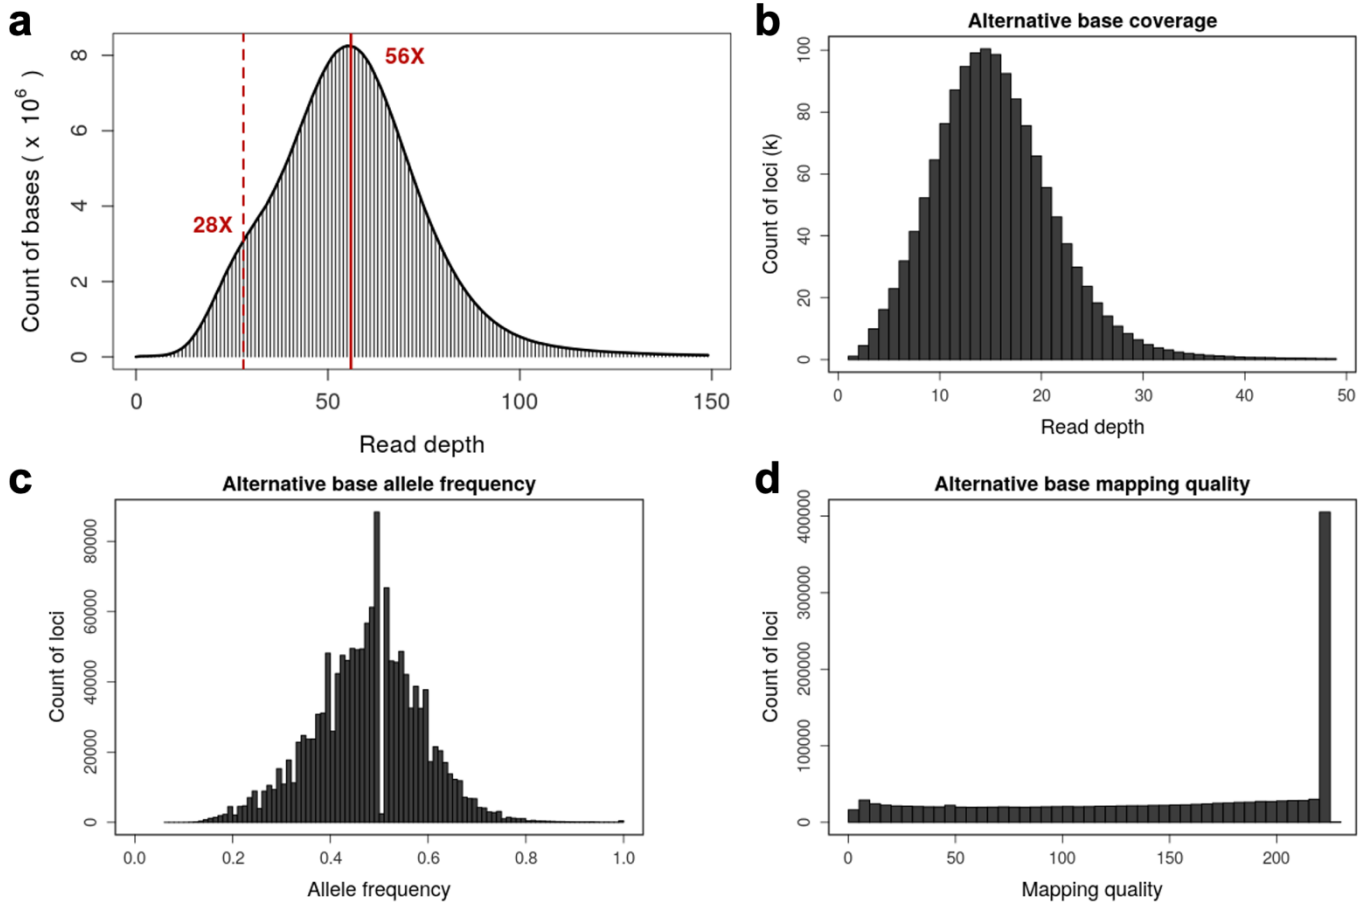 a
56X
28X
Count of bases ( x 10⁶ )
0
2
4
6
8
0
50
100
150
Read depth
b
Alternative base coverage
Count of loci (k)
0
20
40
60
80
100
0
10
20
30
40
50
Read depth
c
Alternative base allele frequency
Count of loci
0
20000
40000
60000
80000
0.0
0.2
0.4
0.6
0.8
1.0
Allele frequency
d
Alternative base mapping quality
Count of loci
0
100000
200000
300000
400000
0
50
100
150
200
Mapping quality